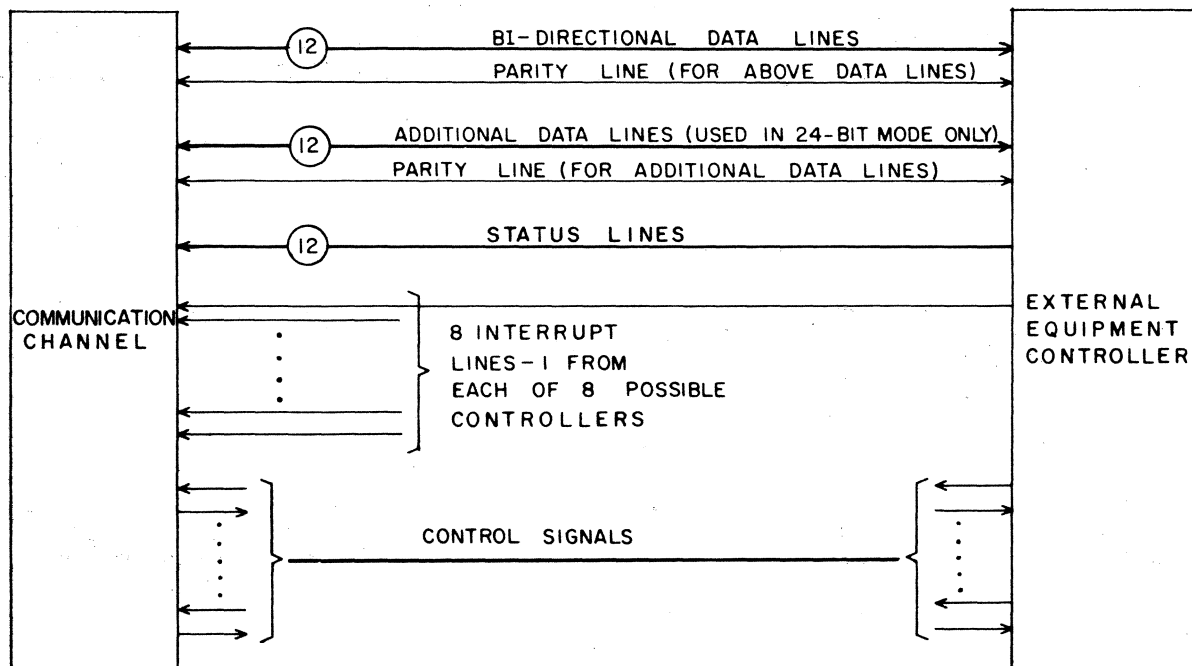 12 BI-DIRECTIONAL DATA LINES
PARITY LINE (FOR ABOVE DATA LINES)
12 ADDITIONAL DATA LINES (USED IN 24-BIT MODE ONLY)
PARITY LINE (FOR ADDITIONAL DATA LINES)
12 STATUS LINES
COMMUNICATION
CHANNEL
8 INTERRUPT
LINES-1 FROM
EACH OF 8 POSSIBLE
CONTROLLERS
EXTERNAL
EQUIPMENT
CONTROLLER
CONTROL SIGNALS